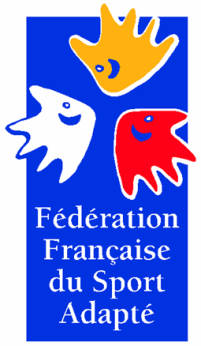 Fédération
Française
du Sport
Adapté